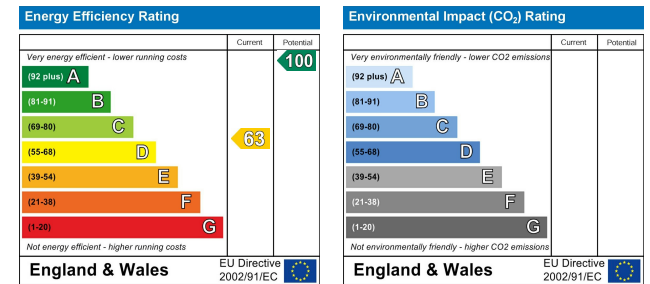 Energy Efficiency Rating
Current Potential
Very energy efficient - lower running costs
(92 plus) A
(81-91) B
(69-80) C
(55-68) D
(39-54) E
(21-38) F
(1-20) G
100
63
Not energy efficient - higher running costs
England & Wales
EU Directive
2002/91/EC
Environmental Impact (CO₂) Rating
Current Potential
Very environmentally friendly - lower CO2 emissions
(92 plus) A
(81-91) B
(69-80) C
(55-68) D
(39-54) E
(21-38) F
(1-20) G
Not environmentally friendly - higher CO2 emissions
England & Wales
EU Directive
2002/91/EC